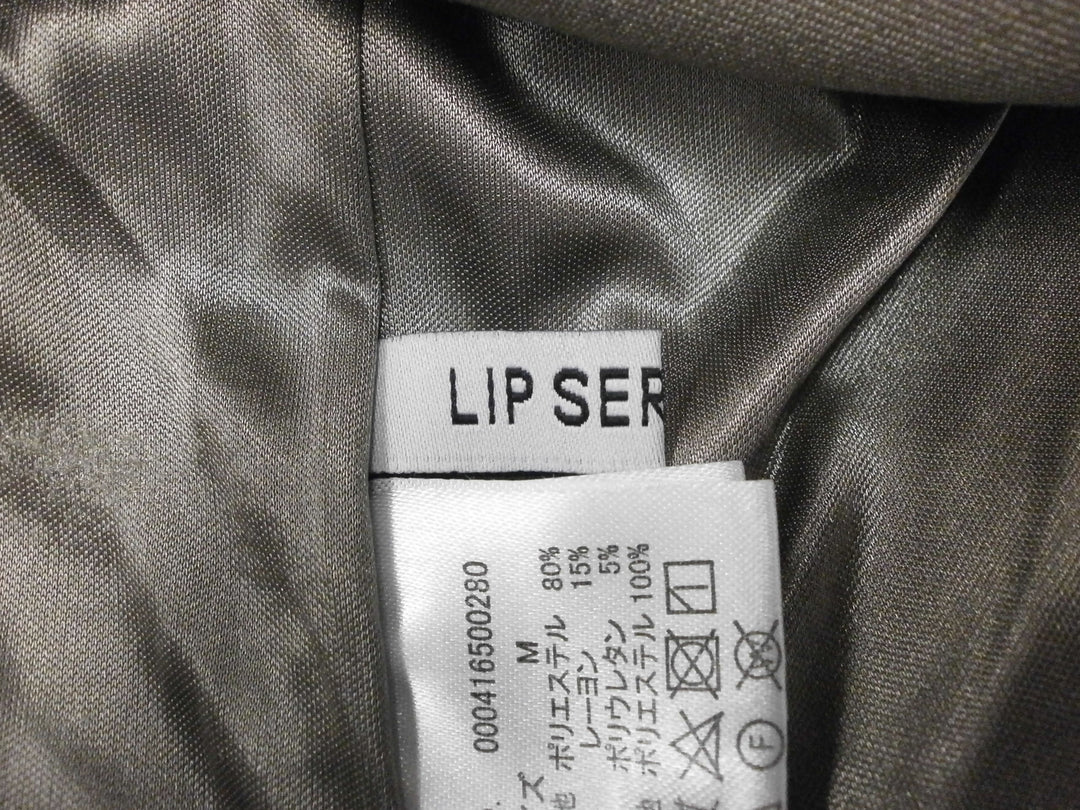 LIP SER
000416500280
ズ M
ポリエステル 80%
レーヨン 15%
ポリウレタン 5%
ポリエステル 100%
F
W